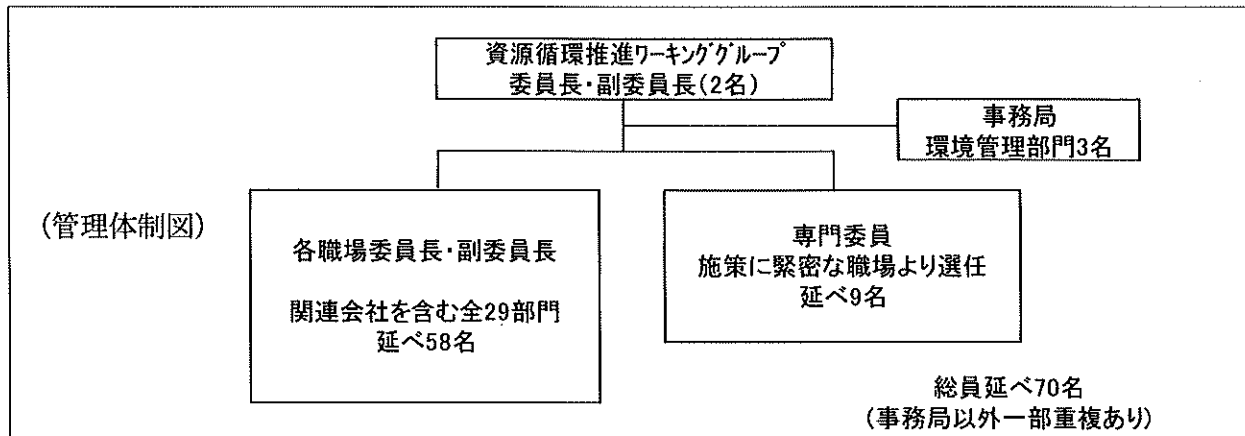 資源循環推進ワーキンググループ
委員長・副委員長(2名)
事務局
環境管理部門3名
(管理体制図)
各職場委員長・副委員長
関連会社を含む全29部門
延べ58名
専門委員
施策に緊密な職場より選任
延べ9名
総員延べ70名
(事務局以外一部重複あり)